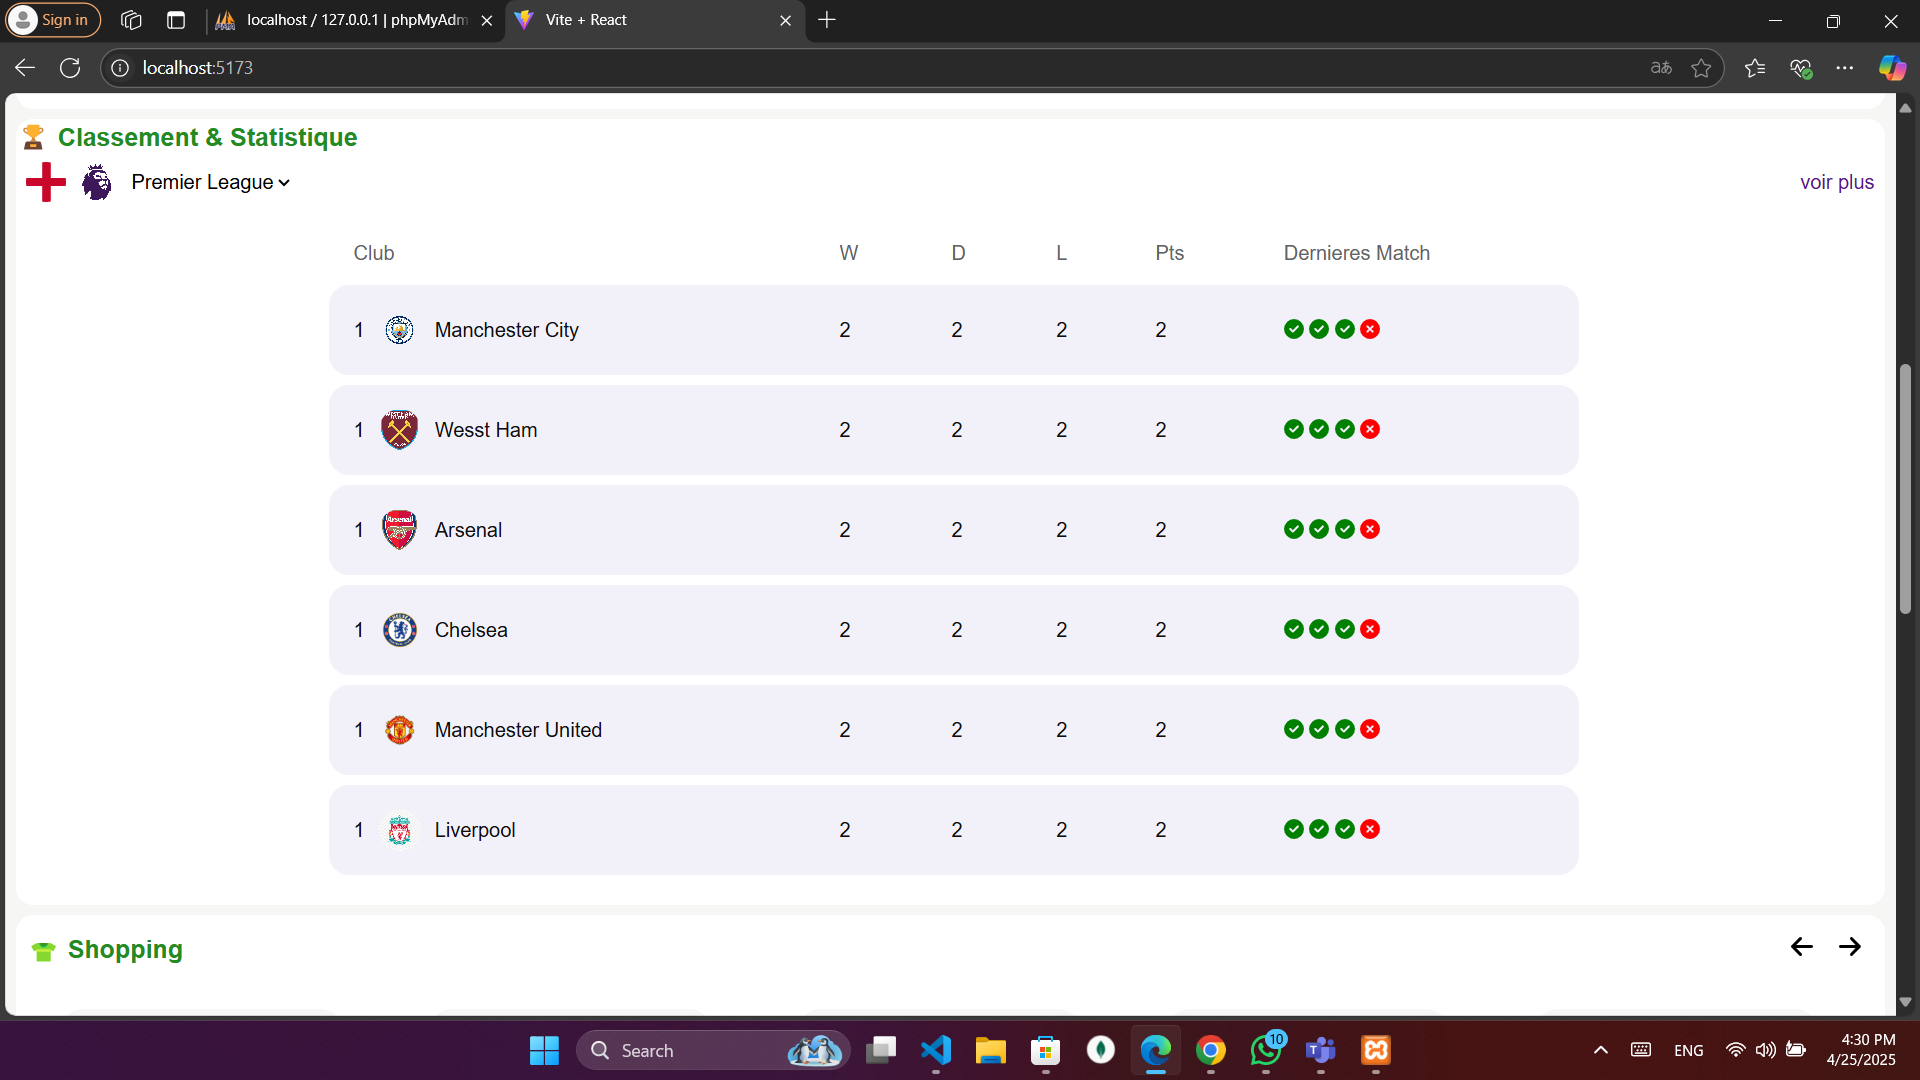 Sign in
localhost / 127.0.0.1 | phpMyAdm
Vite + React
localhost:5173
Classement & Statistique
Premier League
voir plus
Club W D L Pts Dernieres Match
1 Manchester City 2 2 2 2
1 Wesst Ham 2 2 2 2
1 Arsenal 2 2 2 2
1 Chelsea 2 2 2 2
1 Manchester United 2 2 2 2
1 Liverpool 2 2 2 2
Shopping
Search
10
ENG
4:30 PM
4/25/2025